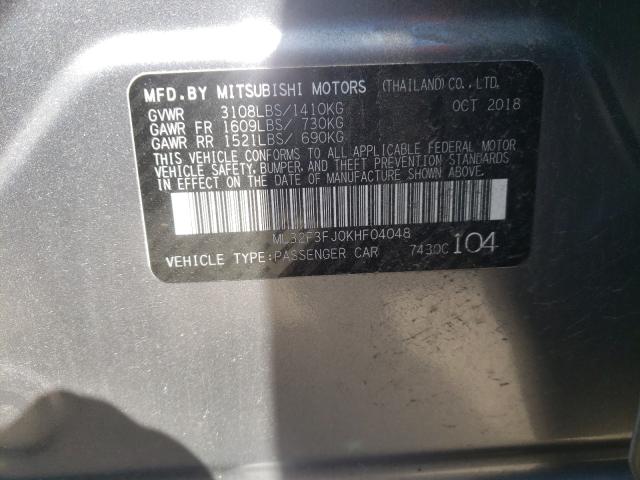 MFD.BY MITSUBISHI MOTORS (THAILAND) CO., LTD.
GVWR 3108LBS/1410KG OCT 2018
GAWR FR 1609LBS/ 730KG
GAWR RR 1521LBS/ 690KG
THIS VEHICLE CONFORMS TO ALL APPLICABLE FEDERAL MOTOR
VEHICLE SAFETY, BUMPER, AND THEFT PREVENTION STANDARDS
IN EFFECT ON THE DATE OF MANUFACTURE SHOWN ABOVE.
ML32F3FJ0KHF04048
VEHICLE TYPE:PASSENGER CAR 7430C 104